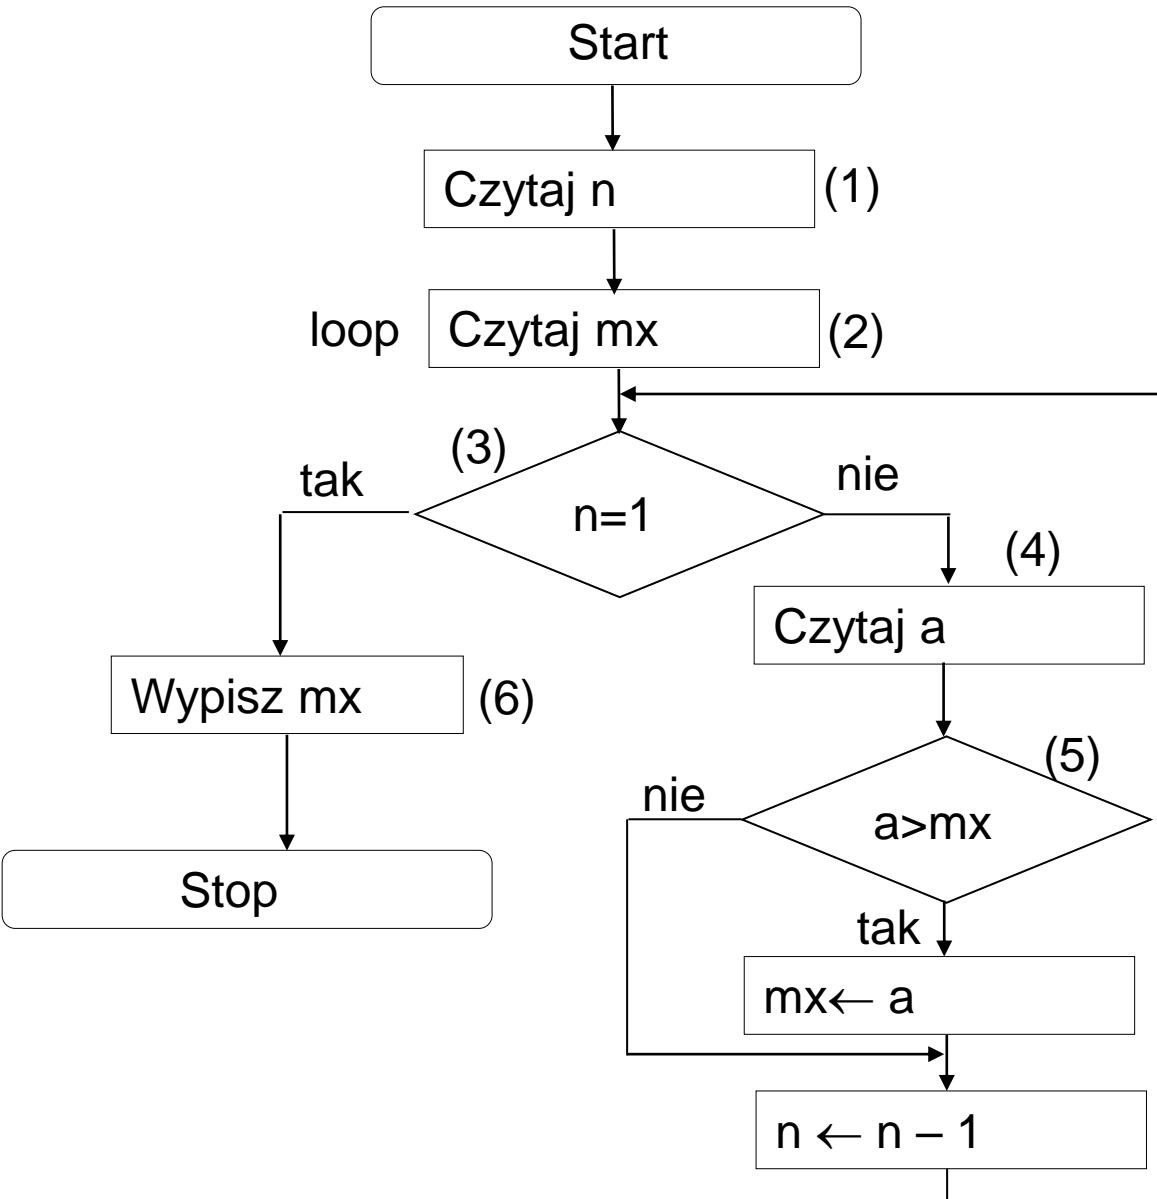 Start
Czytaj n
(1)
loop
Czytaj mx
(2)
(3)
tak
nie
n=1
(4)
Czytaj a
Wypisz mx
(6)
(5)
nie
a>mx
Stop
tak
mx← a
n ← n – 1